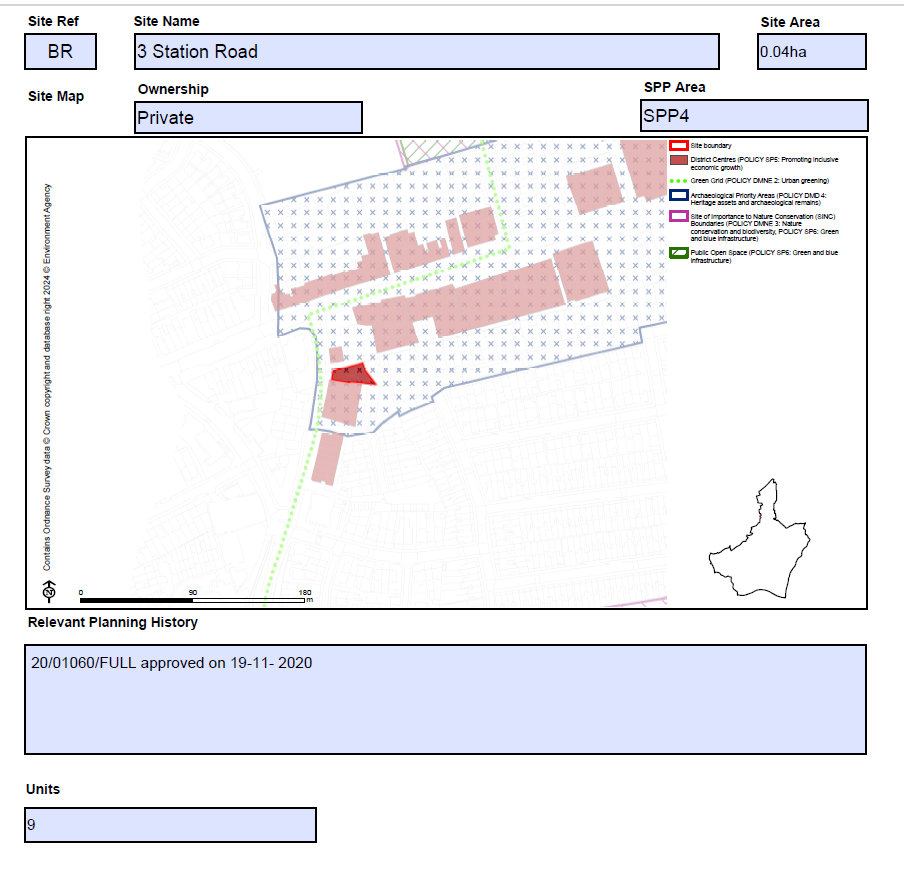 Site Ref
Site Name
Site Area
BR
3 Station Road
0.04ha
Site Map
Ownership
SPP Area
Private
SPP4
Site boundary
District Centres (POLICY SP5: Promoting inclusive
economic growth)
Green Grid (POLICY DMNE 2: Urban greening)
Archaeological Priority Areas (POLICY DMD 4:
Heritage assets and archaeological remains)
Site of Importance to Nature Conservation (SINC)
Boundaries (POLICY DMNE 3: Nature
conservation and biodiversity, POLICY SP6: Green
and blue infrastructure)
Public Open Space (POLICY SP6: Green and blue
infrastructure)
Contains Ordnance Survey data © Crown copyright and database right 2024 © Environment Agency
N
0 90 180
m
Relevant Planning History
20/01060/FULL approved on 19-11- 2020
Units
9